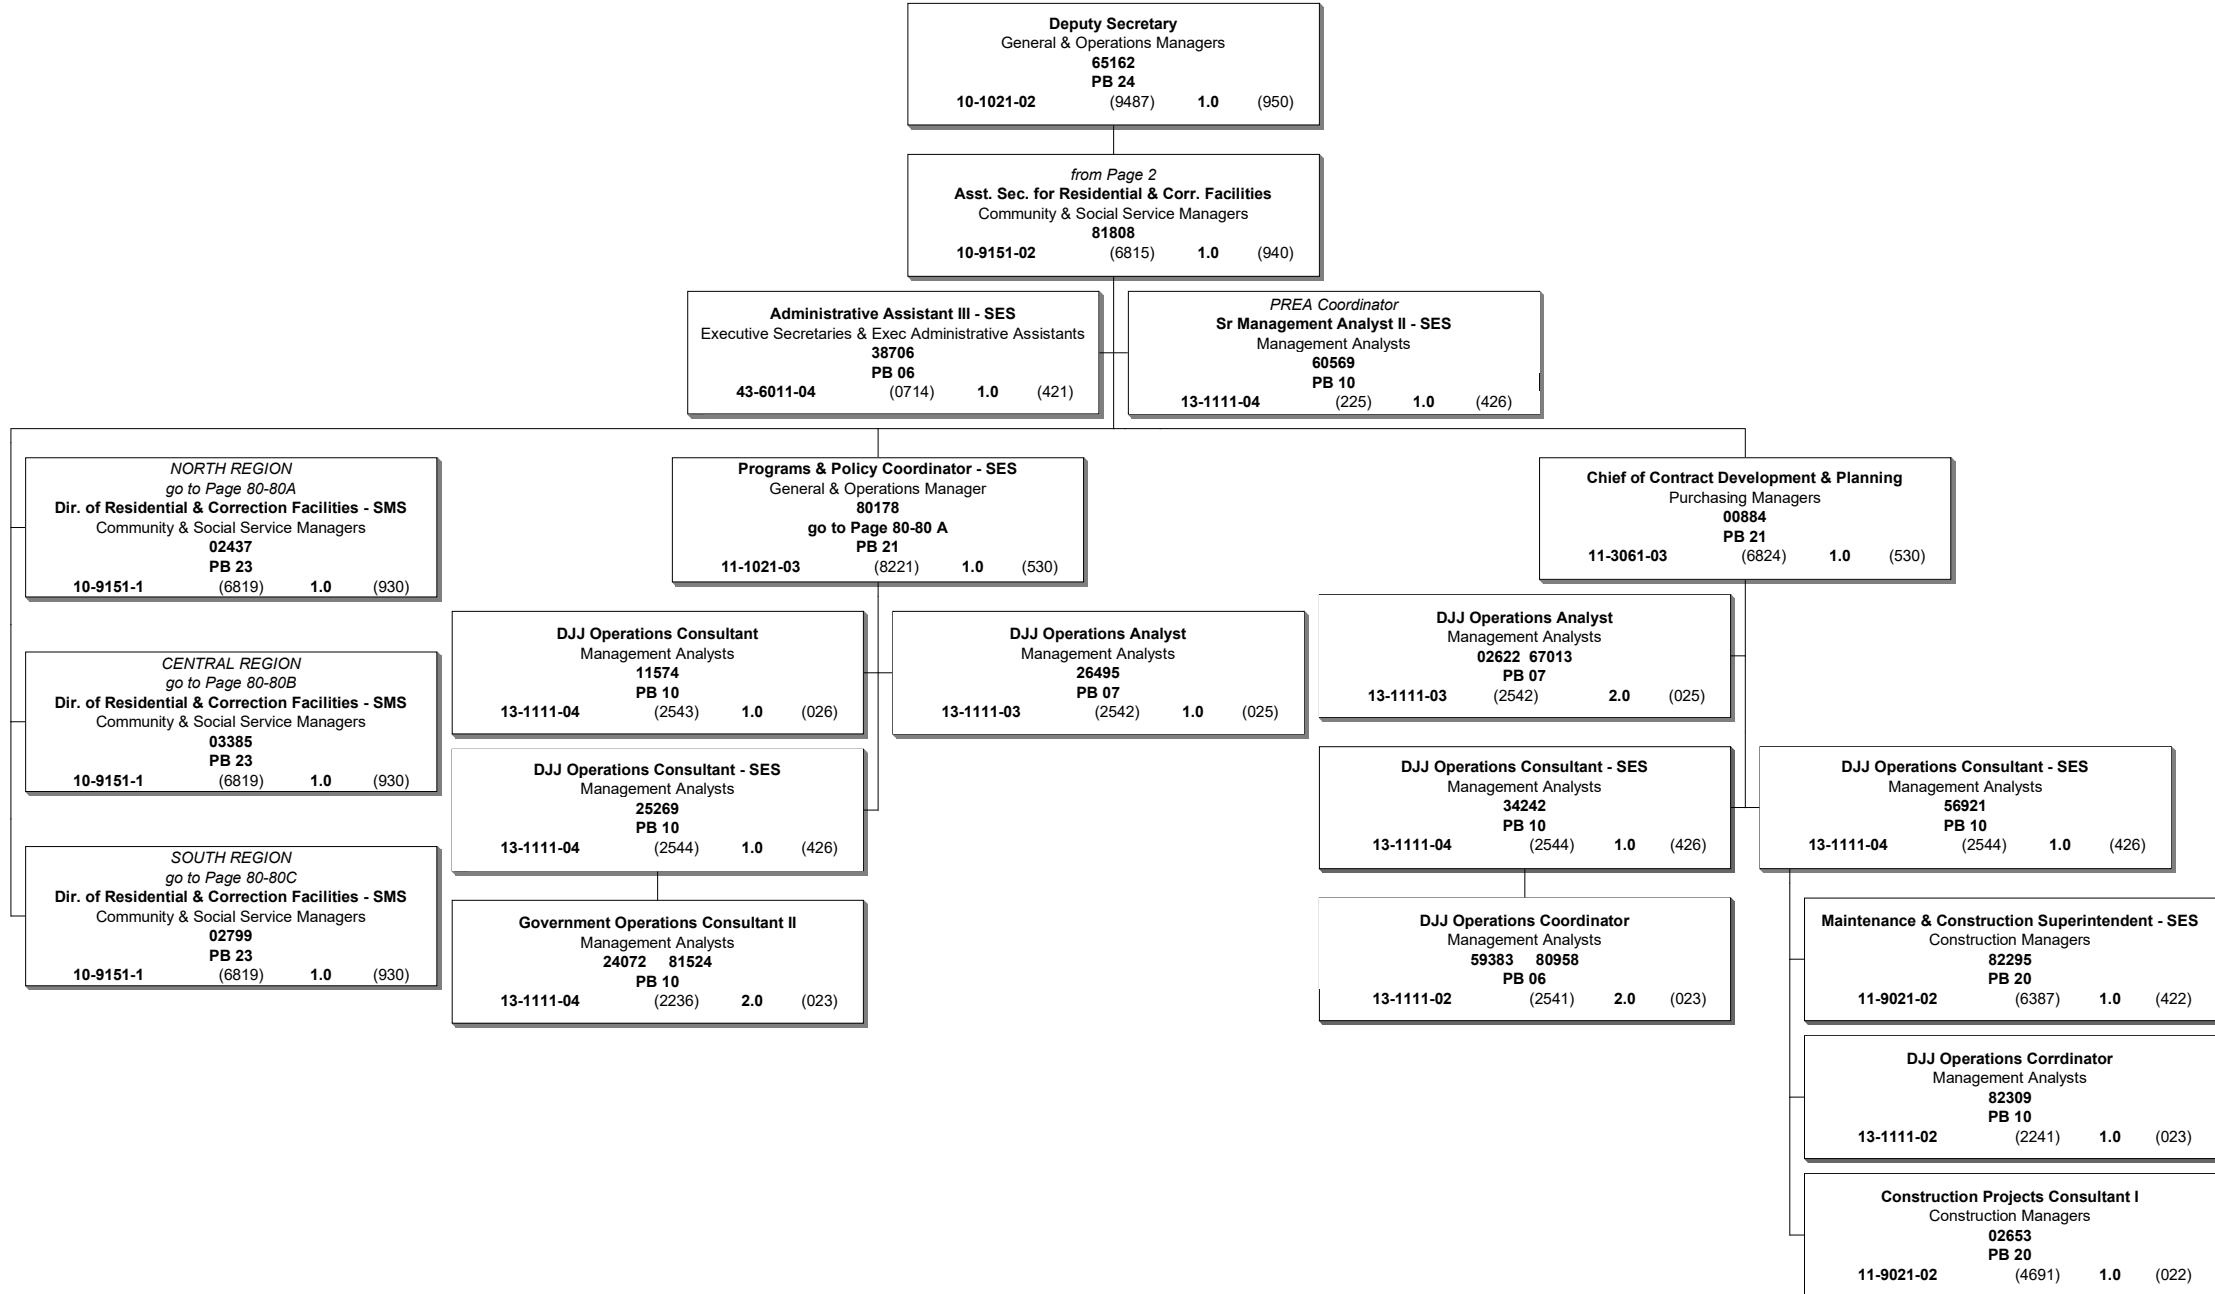 Deputy Secretary
General & Operations Managers
65162
PB 24
10-1021-02 (9487) 1.0 (950)
from Page 2
Asst. Sec. for Residential & Corr. Facilities
Community & Social Service Managers
81808
10-9151-02 (6815) 1.0 (940)
Administrative Assistant III - SES
Executive Secretaries & Exec Administrative Assistants
38706
PB 06
43-6011-04 (0714) 1.0 (421)
PREA Coordinator
Sr Management Analyst II - SES
Management Analysts
60569
PB 10
13-1111-04 (225) 1.0 (426)
NORTH REGION
go to Page 80-80A
Dir. of Residential & Correction Facilities - SMS
Community & Social Service Managers
02437
PB 23
10-9151-1 (6819) 1.0 (930)
CENTRAL REGION
go to Page 80-80B
Dir. of Residential & Correction Facilities - SMS
Community & Social Service Managers
03385
PB 23
10-9151-1 (6819) 1.0 (930)
SOUTH REGION
go to Page 80-80C
Dir. of Residential & Correction Facilities - SMS
Community & Social Service Managers
02799
PB 23
10-9151-1 (6819) 1.0 (930)
Programs & Policy Coordinator - SES
General & Operations Manager
80178
go to Page 80-80 A
PB 21
11-1021-03 (8221) 1.0 (530)
DJJ Operations Consultant
Management Analysts
11574
PB 10
13-1111-04 (2543) 1.0 (026)
DJJ Operations Analyst
Management Analysts
26495
PB 07
13-1111-03 (2542) 1.0 (025)
DJJ Operations Consultant - SES
Management Analysts
25269
PB 10
13-1111-04 (2544) 1.0 (426)
Government Operations Consultant II
Management Analysts
24072 81524
PB 10
13-1111-04 (2236) 2.0 (023)
Chief of Contract Development & Planning
Purchasing Managers
00884
PB 21
11-3061-03 (6824) 1.0 (530)
DJJ Operations Analyst
Management Analysts
02622 67013
PB 07
13-1111-03 (2542) 2.0 (025)
DJJ Operations Consultant - SES
Management Analysts
34242
PB 10
13-1111-04 (2544) 1.0 (426)
DJJ Operations Coordinator
Management Analysts
59383 80958
PB 06
13-1111-02 (2541) 2.0 (023)
DJJ Operations Consultant - SES
Management Analysts
56921
PB 10
13-1111-04 (2544) 1.0 (426)
Maintenance & Construction Superintendent - SES
Construction Managers
82295
PB 20
11-9021-02 (6387) 1.0 (422)
DJJ Operations Corrdinator
Management Analysts
82309
PB 10
13-1111-02 (2241) 1.0 (023)
Construction Projects Consultant I
Construction Managers
02653
PB 20
11-9021-02 (4691) 1.0 (022)